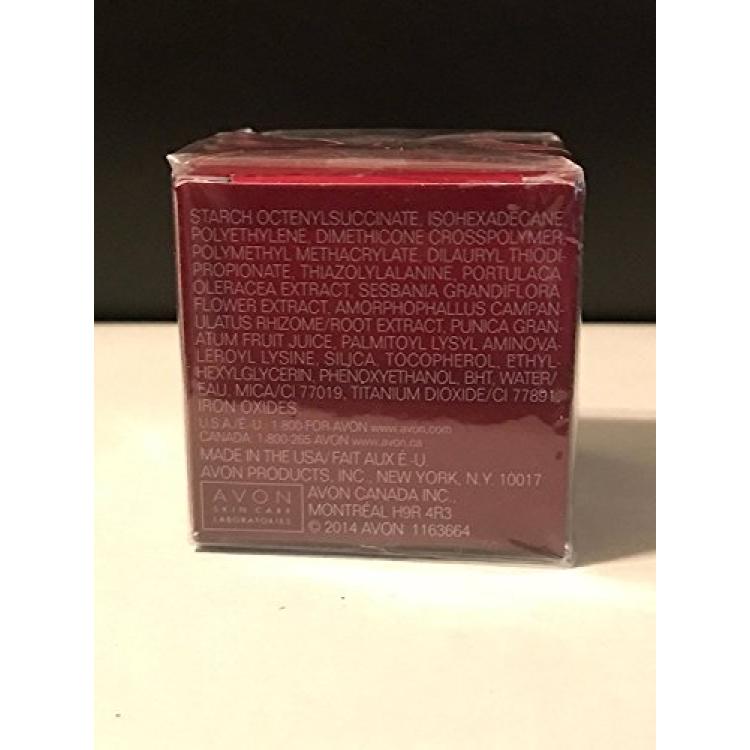 STARCH OCTENYLSUCCINATE, ISOHEXADECANE,
POLYETHYLENE, DIMETHICONE CROSSPOLYMER,
POLYMETHYL METHACRYLATE, DILAURYL THIODI-
PROPIONATE, THIAZOLYLALANINE, PORTULACA
OLERACEA EXTRACT, SESBANIA GRANDIFLORA
FLOWER EXTRACT, AMORPHOPHALLUS CAMPAN-
ULATUS RHIZOME/ROOT EXTRACT, PUNICA GRAN-
ATUM FRUIT JUICE, PALMITOYL LYSYL AMINOVA-
LEROYL LYSINE, SILICA, TOCOPHEROL, ETHYL-
HEXYLGLYCERIN, PHENOXYETHANOL, BHT, WATER/
EAU, MICA/CI 77019, TITANIUM DIOXIDE/CI 77891,
IRON OXIDES
U.S.A./É.-U.: 1-800-FOR-AVON www.avon.com
CANADA: 1-800-265-AVON www.avon.ca
MADE IN THE USA/ FAIT AUX É.-U
AVON PRODUCTS, INC., NEW YORK, N.Y. 10017
AVON CANADA INC.,
MONTRÉAL H9R 4R3
© 2014 AVON 1163664
AVON
SKIN CARE
LABORATORIES